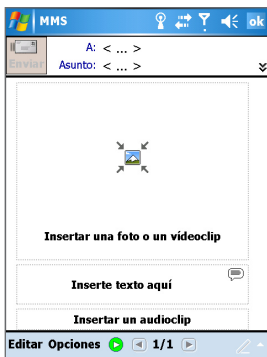 MMS ok
Enviar
A: < ... >
Asunto: < ... >
Insertar una foto o un vídeoclip
Inserte texto aquí
Insertar un audioclip
Editar Opciones 1/1